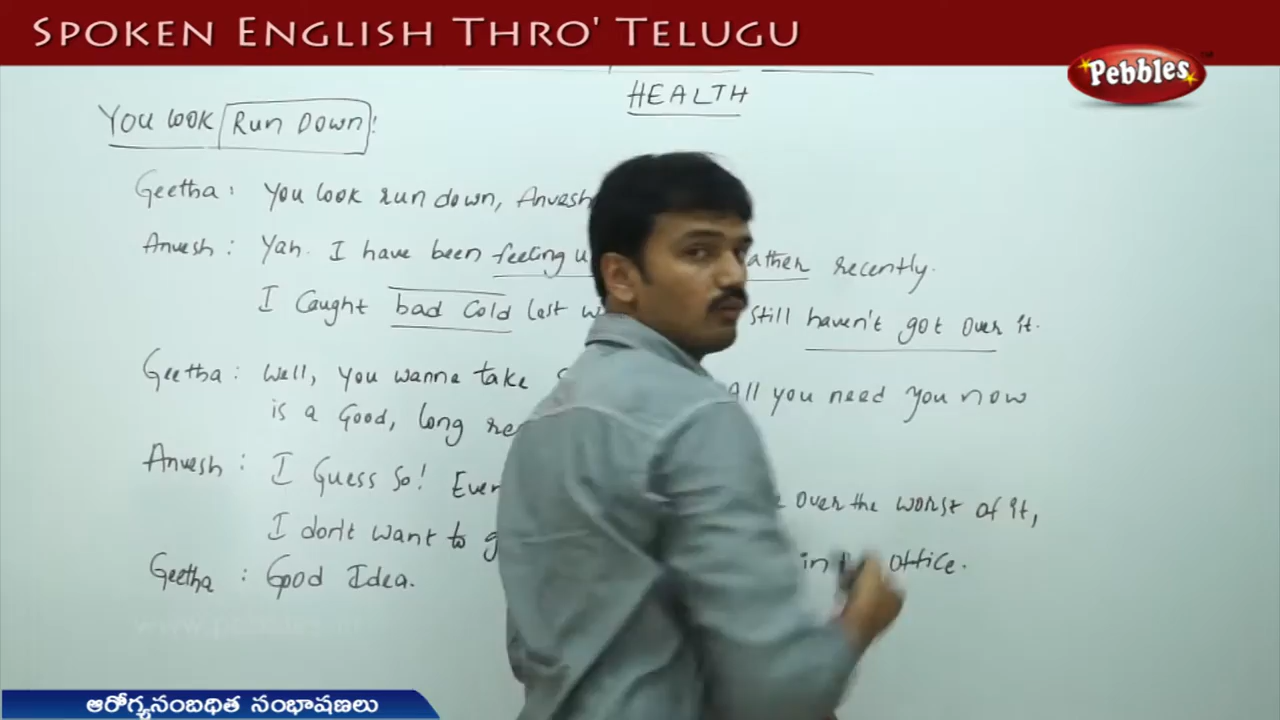 SPOKEN ENGLISH THRO' TELUGU
Pebbles
HEALTH
YOU LOOK Run Down!
Geetha: You look run down, Anvesh
Anvesh: Yah. I have been feeling recently.
I Caught bad Cold last still haven't got over it.
Geetha: Well, you wanna take All you need you now
is a Good, long
Anvesh: I Guess So! over the worst of it,
I don't want to in office.
Geetha: Good Idea.
ఆరోగ్యసంబధిత సంభాషణలు